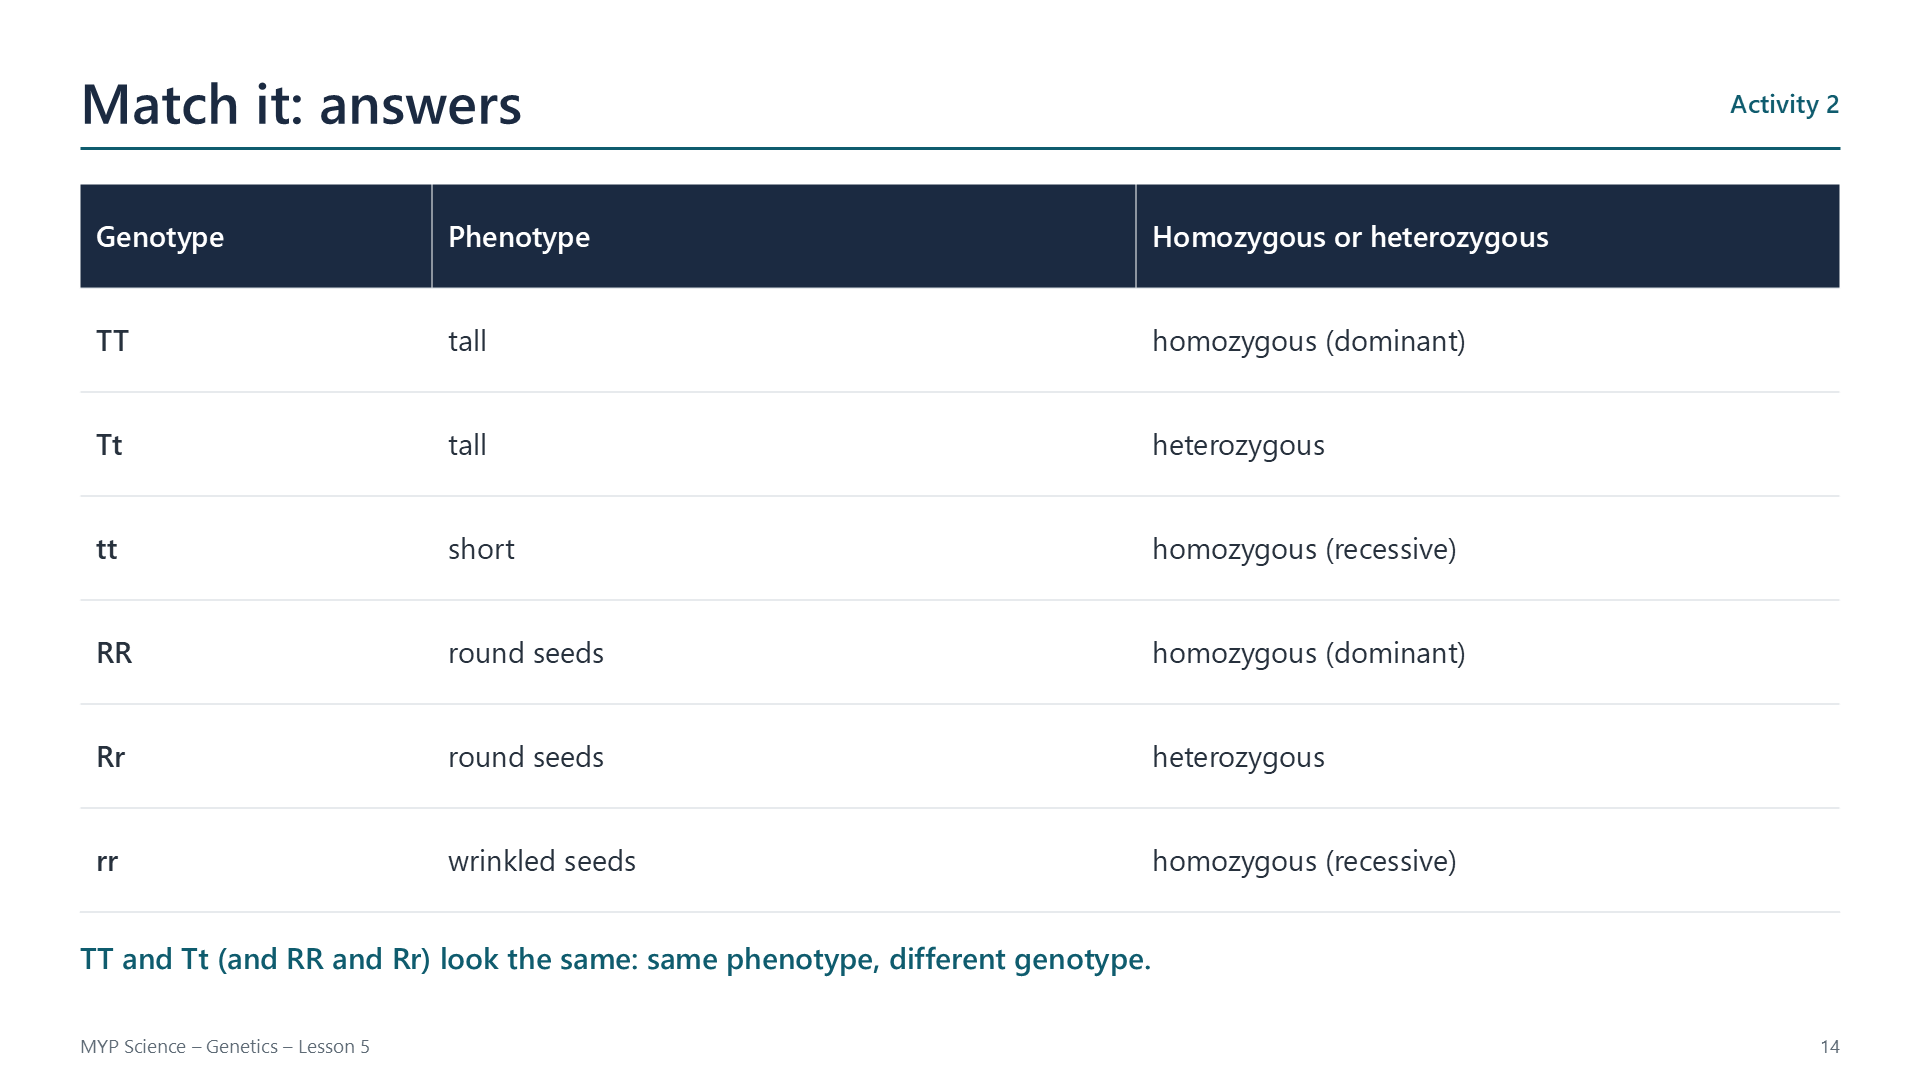 Match it: answers
Activity 2
Genotype Phenotype Homozygous or heterozygous
TT tall homozygous (dominant)
Tt tall heterozygous
tt short homozygous (recessive)
RR round seeds homozygous (dominant)
Rr round seeds heterozygous
rr wrinkled seeds homozygous (recessive)
TT and Tt (and RR and Rr) look the same: same phenotype, different genotype.
MYP Science – Genetics – Lesson 5
14